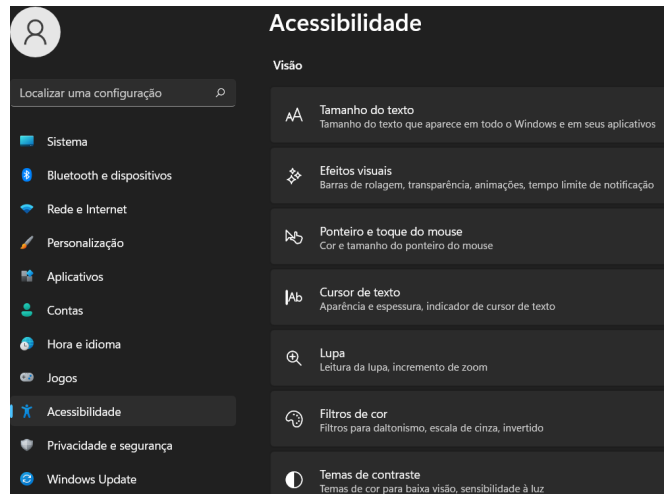 Acessibilidade
Visão
Localizar uma configuração
Sistema
Bluetooth e dispositivos
Rede e Internet
Personalização
Aplicativos
Contas
Hora e idioma
Jogos
Acessibilidade
Privacidade e segurança
Windows Update
Tamanho do texto
Tamanho do texto que aparece em todo o Windows e em seus aplicativos
Efeitos visuais
Barras de rolagem, transparência, animações, tempo limite de notificação
Ponteiro e toque do mouse
Cor e tamanho do ponteiro do mouse
Cursor de texto
Aparência e espessura, indicador de cursor de texto
Lupa
Leitura da lupa, incremento de zoom
Filtros de cor
Filtros para daltonismo, escala de cinza, invertido
Temas de contraste
Temas de cor para baixa visão, sensibilidade à luz